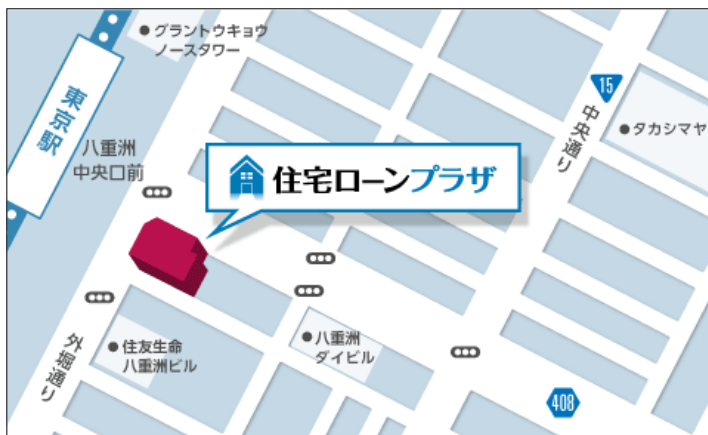 グラントウキョウ
ノースタワー
東京駅
八重洲
中央口前
住宅ローンプラザ
15
中央通り
タカシマヤ
住友生命
八重洲ビル
八重洲
ダイビル
外堀通り
408